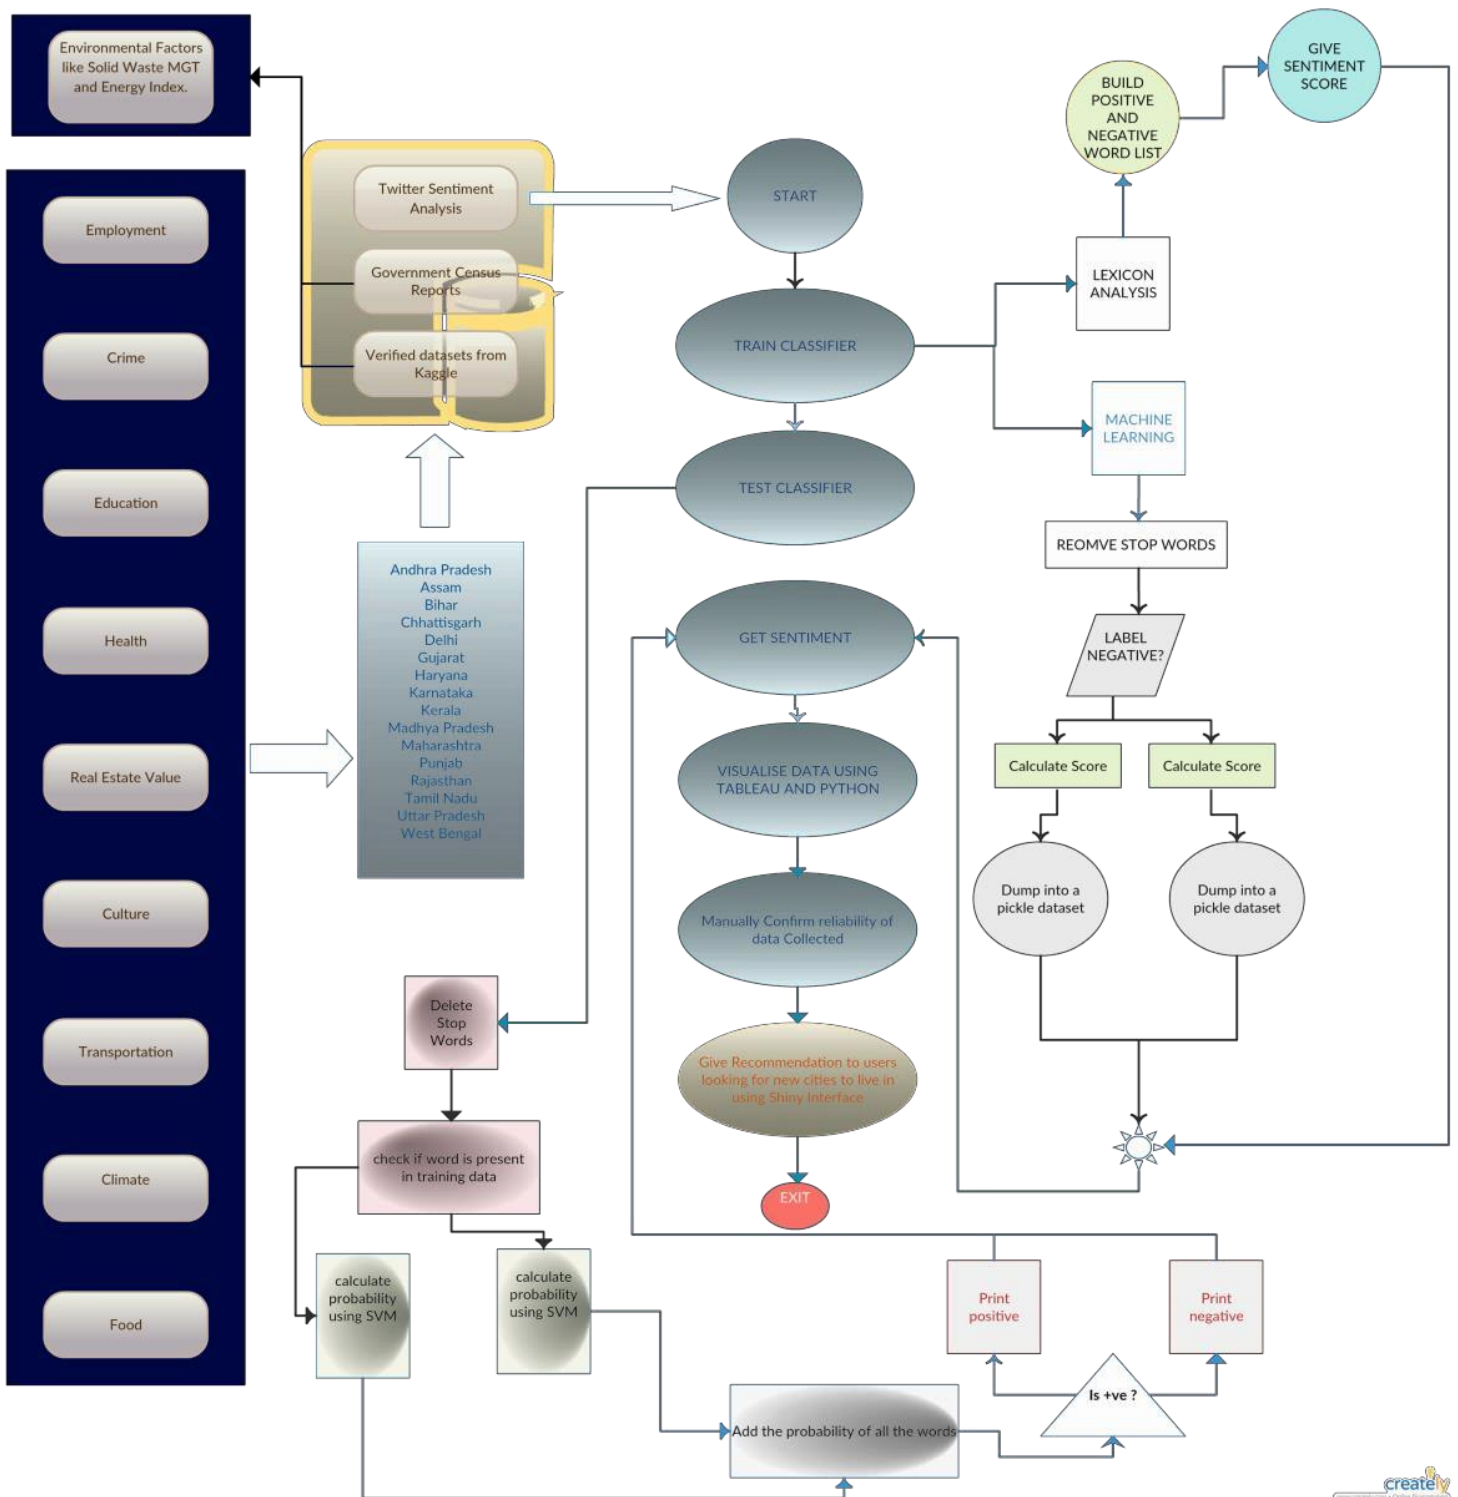 Environmental Factors
like Solid Waste MGT
and Energy Index.
Employment
Crime
Education
Health
Real Estate Value
Culture
Transportation
Climate
Food
Twitter Sentiment
Analysis
Government Census
Reports
Verified datasets from
Kaggle
Andhra Pradesh
Assam
Bihar
Chhattisgarh
Delhi
Gujarat
Haryana
Karnataka
Kerala
Madhya Pradesh
Maharashtra
Punjab
Rajasthan
Tamil Nadu
Uttar Pradesh
West Bengal
START
TRAIN CLASSIFIER
TEST CLASSIFIER
GET SENTIMENT
VISUALISE DATA USING
TABLEAU AND PYTHON
Manually Confirm reliability of
data Collected
Give Recommendation to users
looking for new cities to live in
using Shiny Interface
EXIT
LEXICON
ANALYSIS
BUILD
POSITIVE
AND
NEGATIVE
WORD LIST
GIVE
SENTIMENT
SCORE
MACHINE
LEARNING
REOMVE STOP WORDS
LABEL
NEGATIVE?
Calculate Score
Calculate Score
Dump into a
pickle dataset
Dump into a
pickle dataset
Delete
Stop
Words
check if word is present
in training data
calculate
probability
using SVM
calculate
probability
using SVM
Add the probability of all the words
Is +ve ?
Print
positive
Print
negative
creately